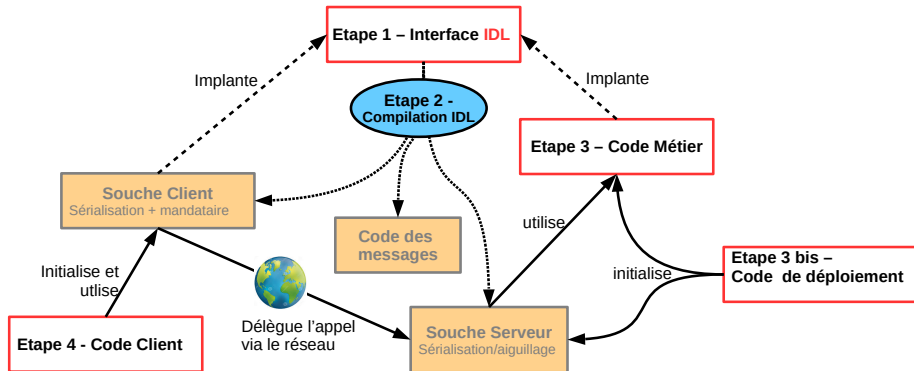 Etape 1 – Interface IDL
Implante
Implante
Etape 2 -
Compilation IDL
Etape 3 – Code Métier
Souche Client
Sérialisation + mandataire
Code des
messages
utilise
Etape 3 bis –
Code de déploiement
initialise
Initialise et
utlise
Délègue l'appel
via le réseau
Souche Serveur
Sérialisation/aiguillage
Etape 4 - Code Client